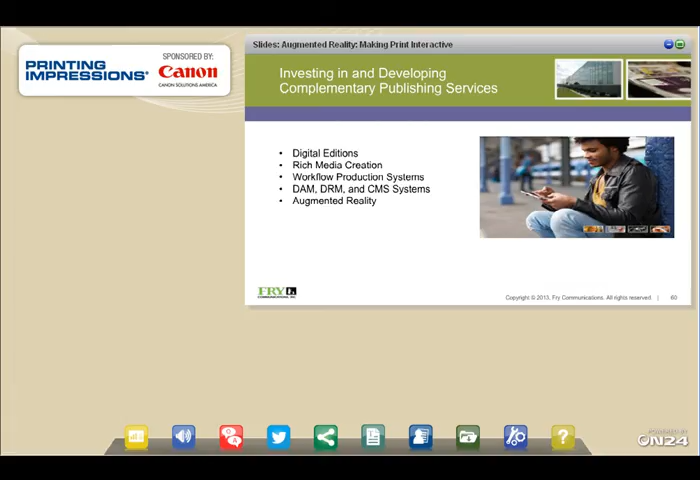 Slides: Augmented Reality: Making Print Interactive
PRINTING
IMPRESSIONS®
SPONSORED BY:
Canon
CANON SOLUTIONS AMERICA
Investing in and Developing
Complementary Publishing Services
• Digital Editions
• Rich Media Creation
• Workflow Production Systems
• DAM, DRM, and CMS Systems
• Augmented Reality
FRY
COMMUNICATIONS, INC.
Copyright © 2013, Fry Communications. All rights reserved. | 60
Q
A
?
POWERED BY
ON24